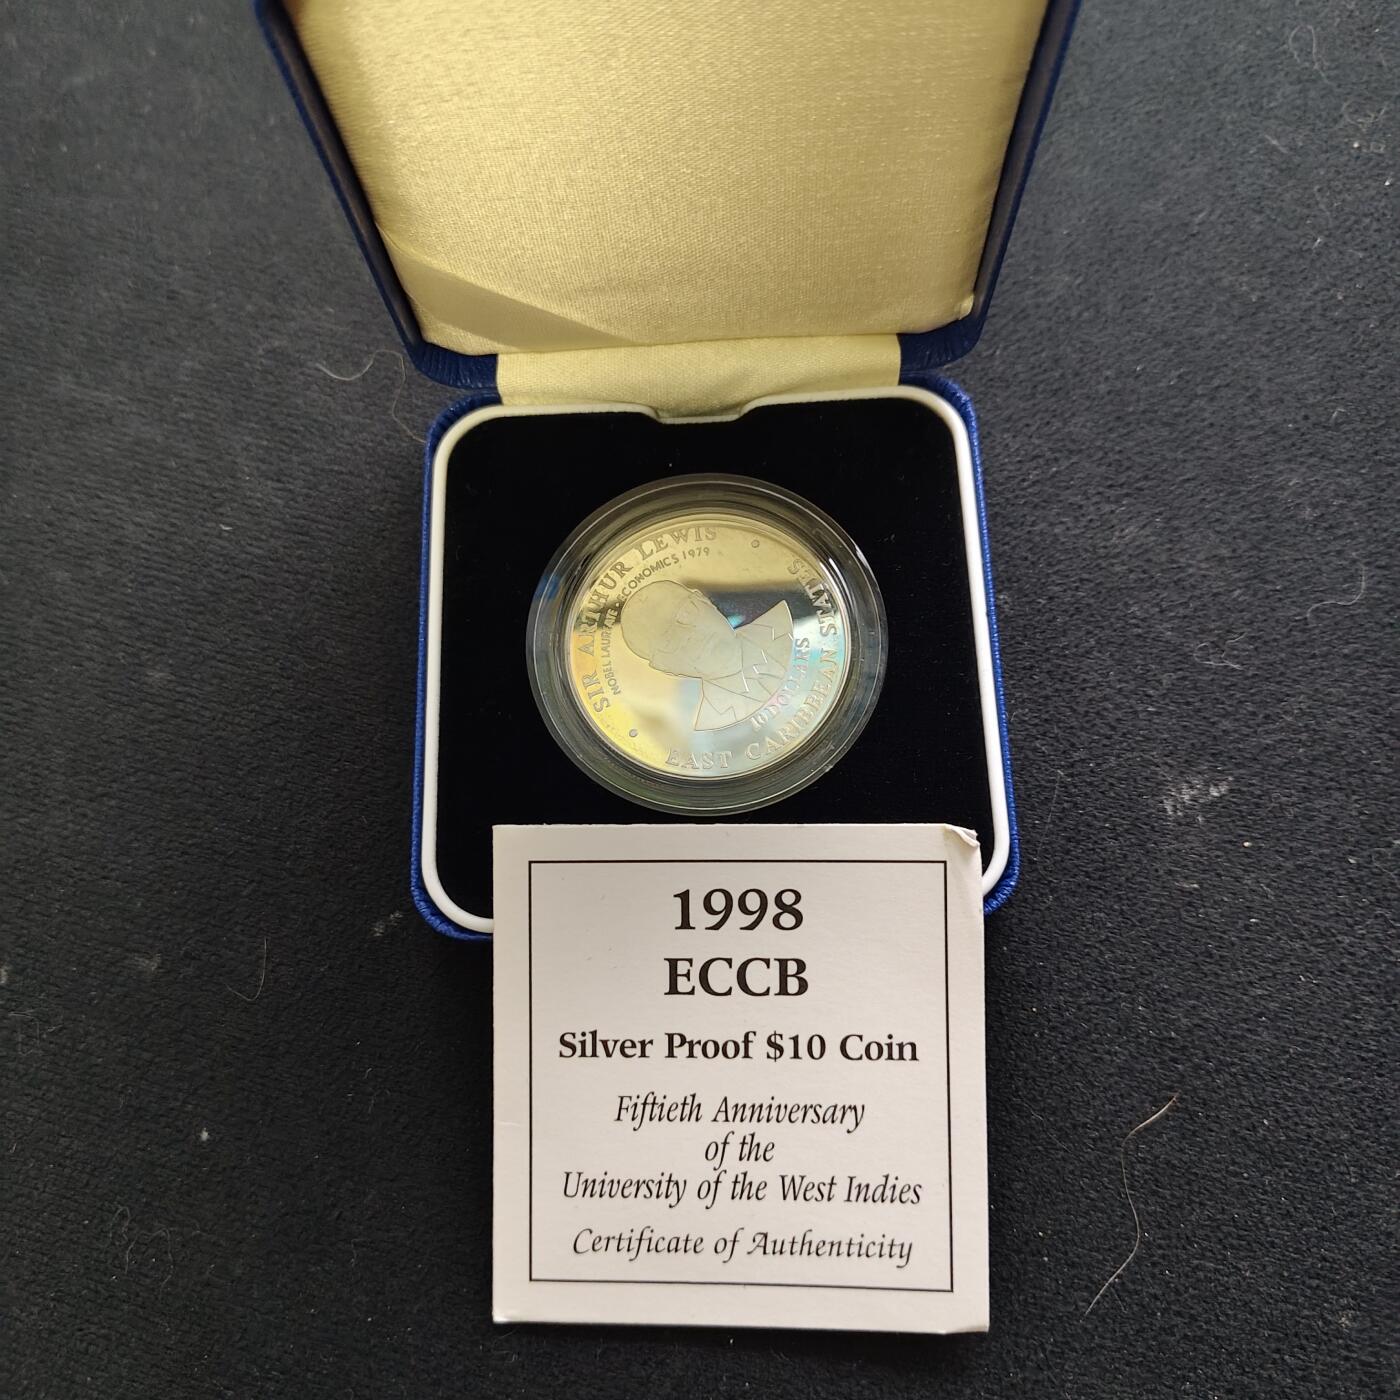 SIR ARTHUR LEWIS
NOBEL LAUREATE ECONOMICS 1979
10 DOLLARS
EAST CARIBBEAN STATES
1998
ECCB
Silver Proof $10 Coin
Fiftieth Anniversary
of the
University of the West Indies
Certificate of Authenticity